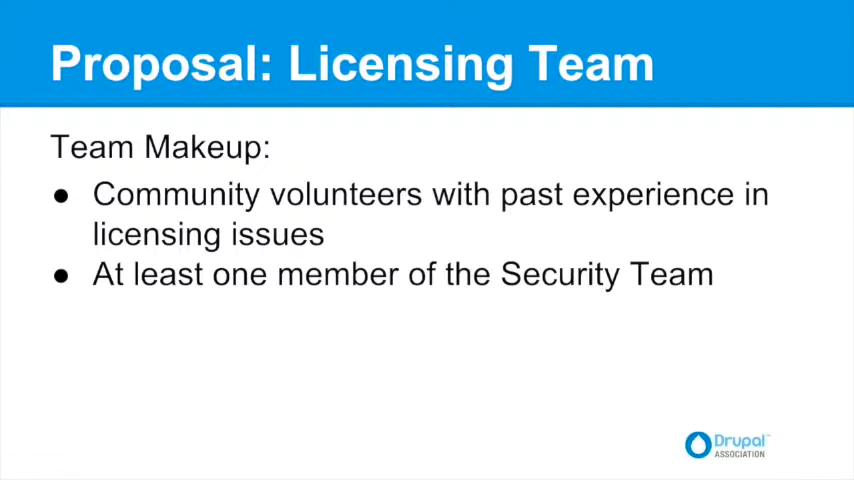 Proposal: Licensing Team
Team Makeup:
● Community volunteers with past experience in
licensing issues
● At least one member of the Security Team
Drupal™
ASSOCIATION